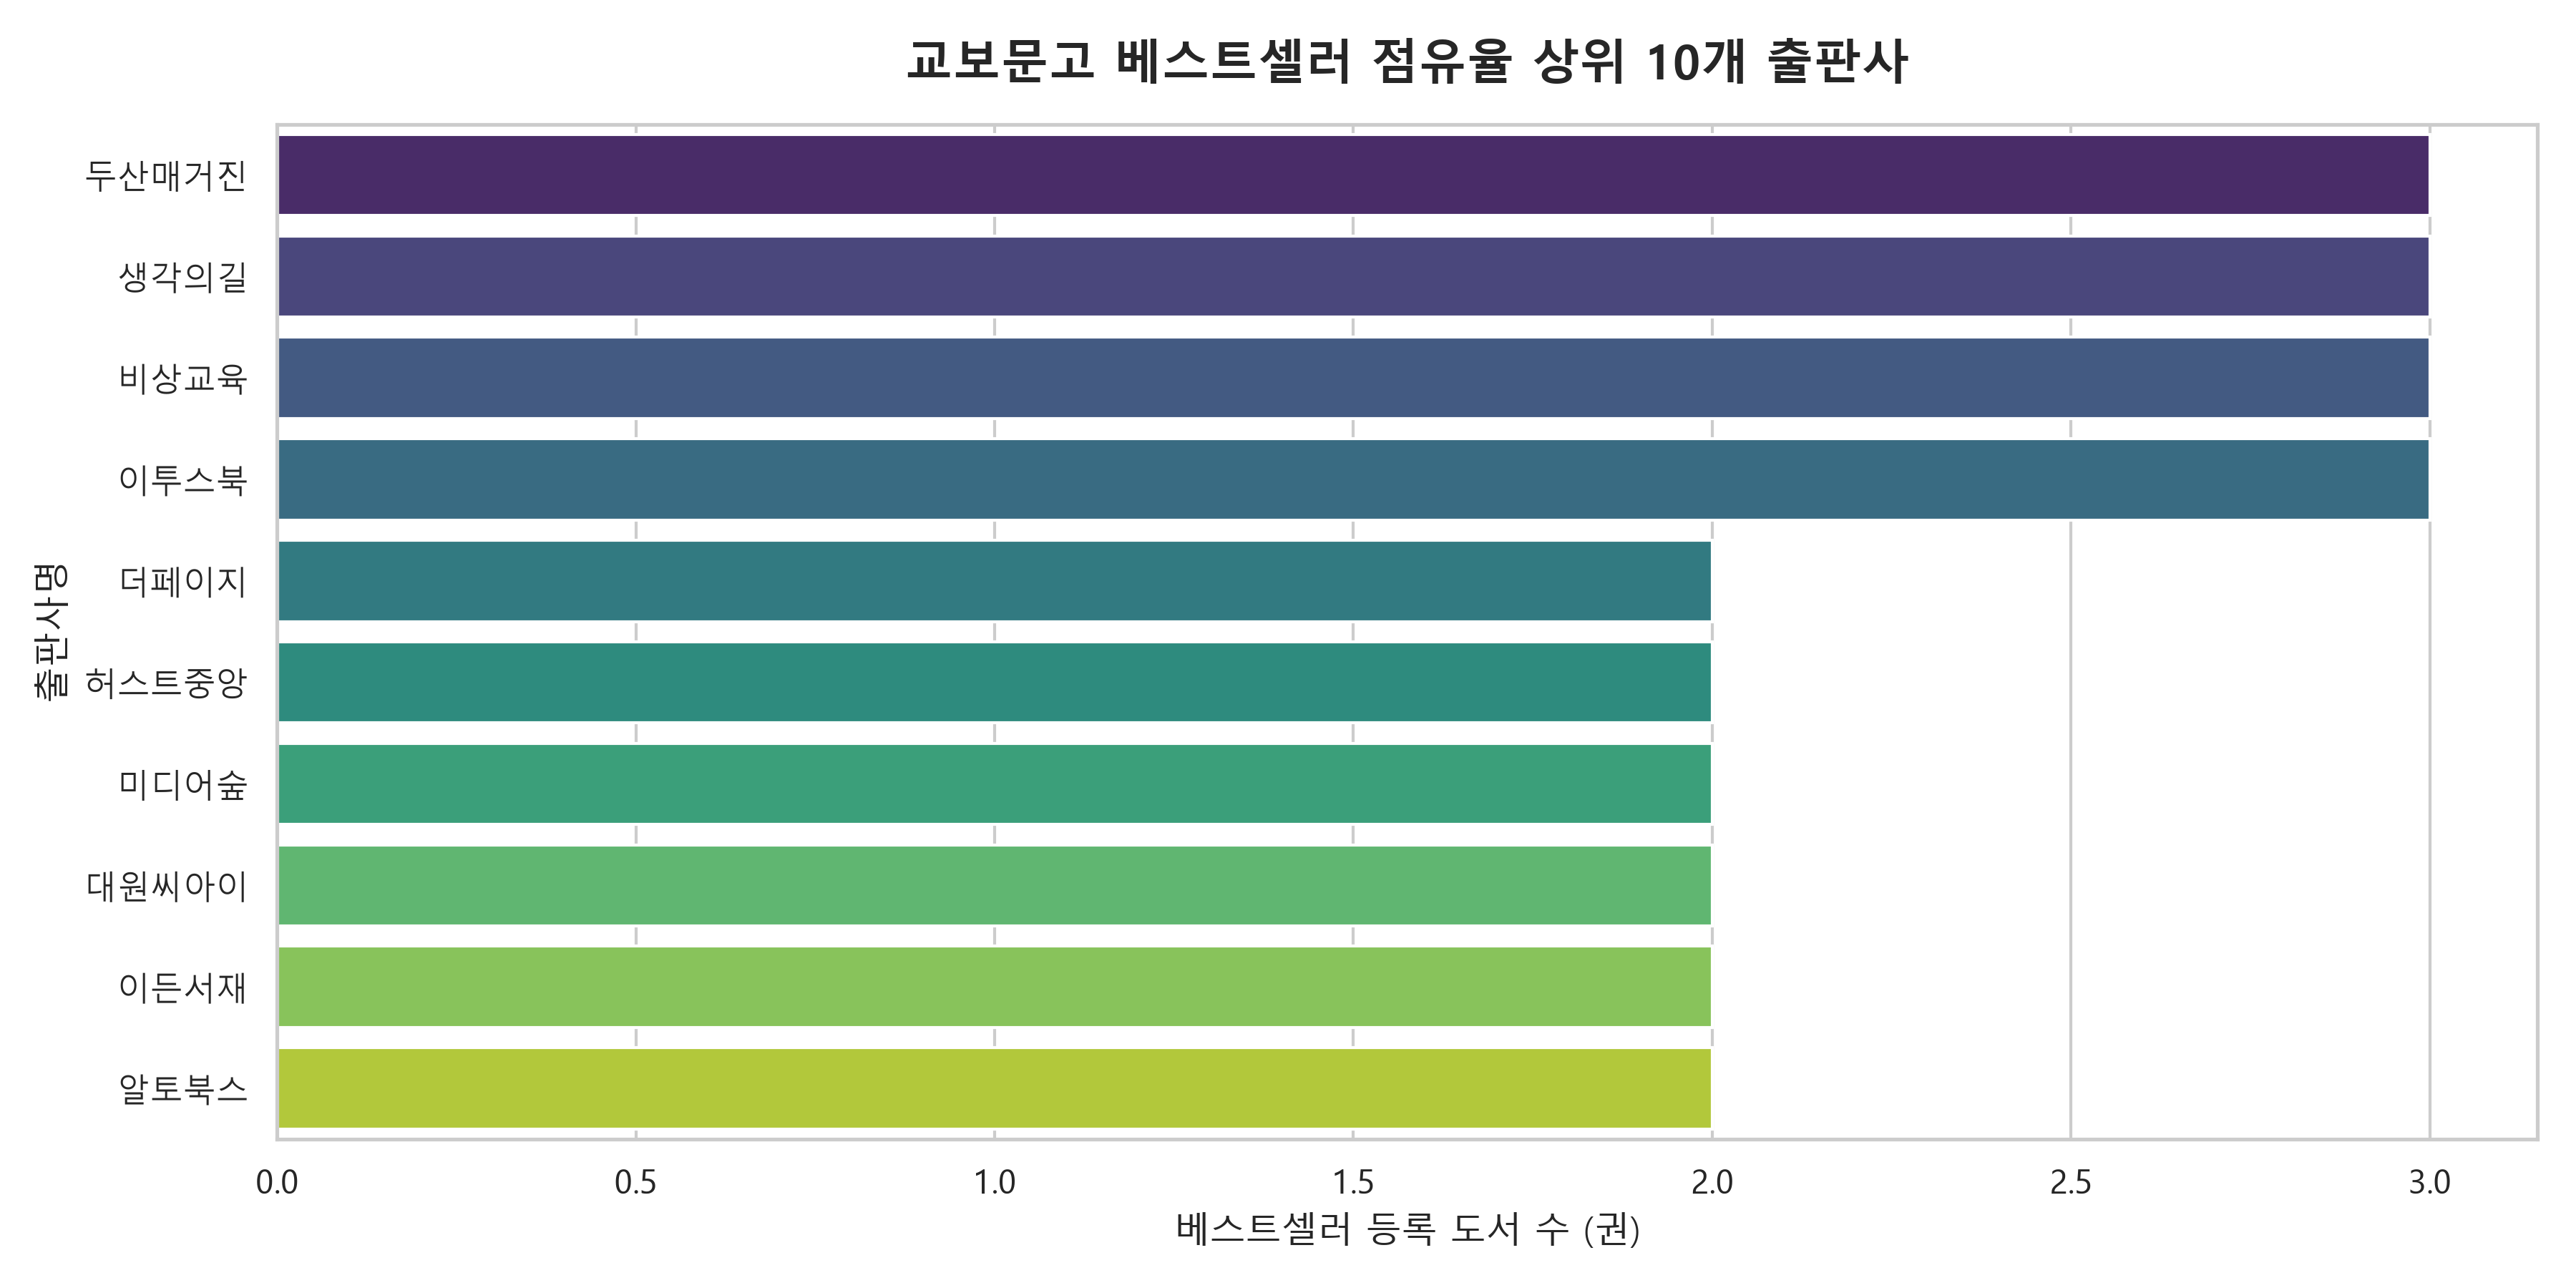 교보문고 베스트셀러 점유율 상위 10개 출판사
출판사명
두산매거진
생각의길
비상교육
이투스북
더페이지
허스트중앙
미디어숲
대원씨아이
이든서재
알토북스
0.0 0.5 1.0 1.5 2.0 2.5 3.0
베스트셀러 등록 도서 수 (권)